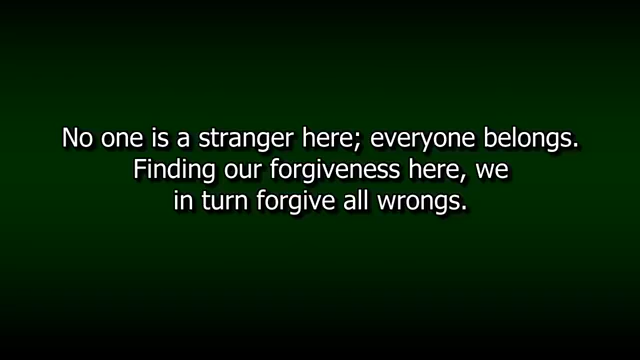 No one is a stranger here; everyone belongs.
Finding our forgiveness here, we
in turn forgive all wrongs.